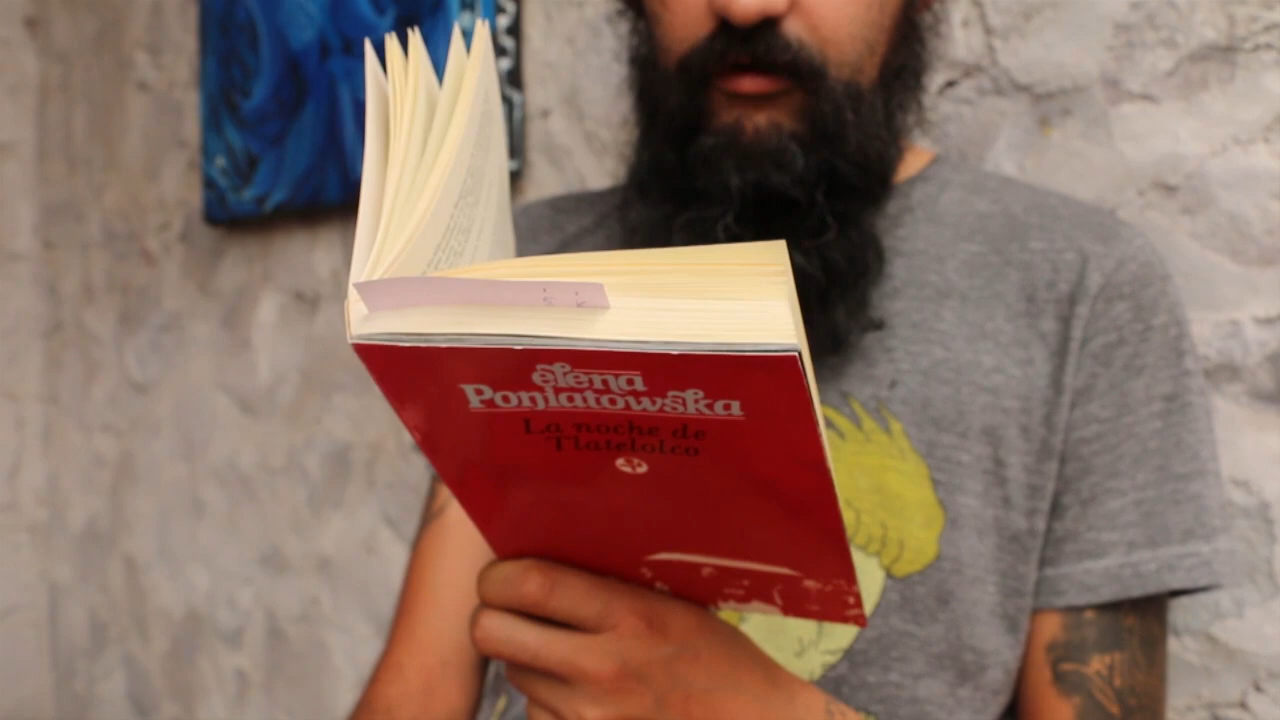 elena
Poniatowska
La noche de
Tlatelolco